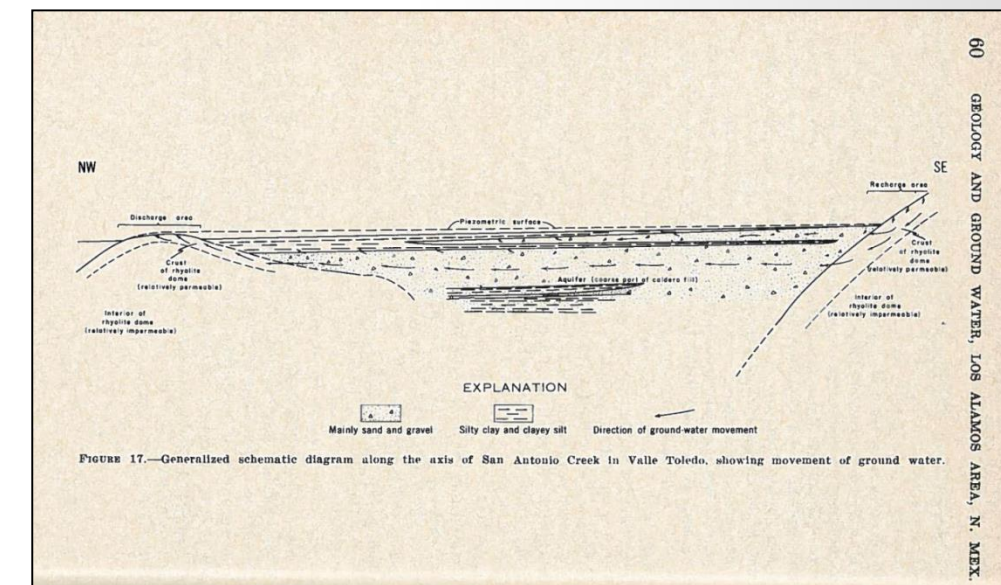 60 GEOLOGY AND GROUND WATER, LOS ALAMOS AREA, N. MEX.
NW
SE
Recharge area
Discharge area
Piezometric surface
Crust
of rhyolite
dome
(relatively permeable)
Crust
of rhyolite
dome
(relatively permeable)
Aquifer (coarse part of caldera fill)
Interior of
rhyolite dome
(relatively impermeable)
Interior of
rhyolite dome
(relatively impermeable)
EXPLANATION
Mainly sand and gravel
Silty clay and clayey silt
Direction of ground-water movement
FIGURE 17.—Generalized schematic diagram along the axis of San Antonio Creek in Valle Toledo, showing movement of ground water.